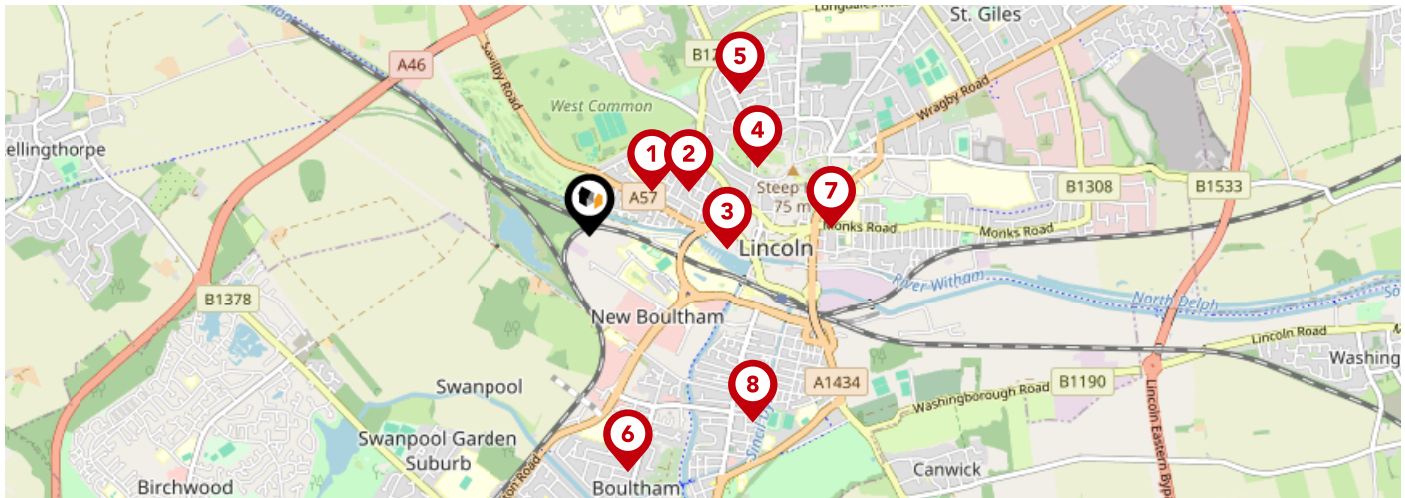 St. Giles
5
B12
A46
Saxilby Road
Wragby Road
West Common
4
ellingthorpe
1
2
A57
Steep
75 m
7
B1308
B1533
3
Monks Road
Monks Road
Lincoln
River Witham
North Delph
B1378
New Boultham
Lincoln Road
Washing
Swanpool
8
A1434
B1190
Washingborough Road
Lincoln Eastern Byp
6
Swanpool Garden
Suburb
Canwick
Birchwood
Boultham